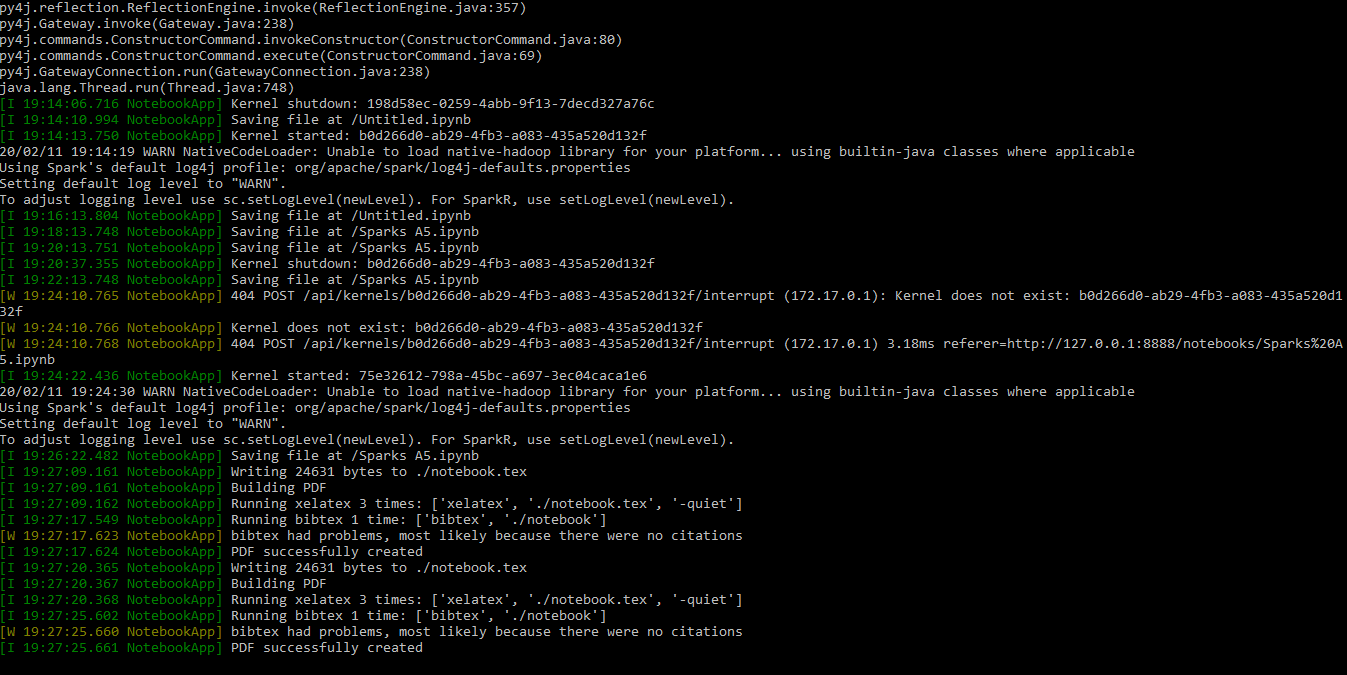 py4j.reflection.ReflectionEngine.invoke(ReflectionEngine.java:357)
py4j.Gateway.invoke(Gateway.java:238)
py4j.commands.ConstructorCommand.invokeConstructor(ConstructorCommand.java:80)
py4j.commands.ConstructorCommand.execute(ConstructorCommand.java:69)
py4j.GatewayConnection.run(GatewayConnection.java:238)
java.lang.Thread.run(Thread.java:748)
[I 19:14:06.716 NotebookApp] Kernel shutdown: 198d58ec-0259-4abb-9f13-7decd327a76c
[I 19:14:10.994 NotebookApp] Saving file at /Untitled.ipynb
[I 19:14:13.750 NotebookApp] Kernel started: b0d266d0-ab29-4fb3-a083-435a520d132f
20/02/11 19:14:19 WARN NativeCodeLoader: Unable to load native-hadoop library for your platform... using builtin-java classes where applicable
Using Spark's default log4j profile: org/apache/spark/log4j-defaults.properties
Setting default log level to "WARN".
To adjust logging level use sc.setLogLevel(newLevel). For SparkR, use setLogLevel(newLevel).
[I 19:16:13.804 NotebookApp] Saving file at /Untitled.ipynb
[I 19:18:13.748 NotebookApp] Saving file at /Sparks A5.ipynb
[I 19:20:13.751 NotebookApp] Saving file at /Sparks A5.ipynb
[I 19:20:37.355 NotebookApp] Kernel shutdown: b0d266d0-ab29-4fb3-a083-435a520d132f
[I 19:22:13.748 NotebookApp] Saving file at /Sparks A5.ipynb
[W 19:24:10.765 NotebookApp] 404 POST /api/kernels/b0d266d0-ab29-4fb3-a083-435a520d132f/interrupt (172.17.0.1): Kernel does not exist: b0d266d0-ab29-4fb3-a083-435a520d1
32f
[W 19:24:10.766 NotebookApp] Kernel does not exist: b0d266d0-ab29-4fb3-a083-435a520d132f
[W 19:24:10.768 NotebookApp] 404 POST /api/kernels/b0d266d0-ab29-4fb3-a083-435a520d132f/interrupt (172.17.0.1) 3.18ms referer=http://127.0.0.1:8888/notebooks/Sparks%20A
5.ipynb
[I 19:24:22.436 NotebookApp] Kernel started: 75e32612-798a-45bc-a697-3ec04caca1e6
20/02/11 19:24:30 WARN NativeCodeLoader: Unable to load native-hadoop library for your platform... using builtin-java classes where applicable
Using Spark's default log4j profile: org/apache/spark/log4j-defaults.properties
Setting default log level to "WARN".
To adjust logging level use sc.setLogLevel(newLevel). For SparkR, use setLogLevel(newLevel).
[I 19:26:22.482 NotebookApp] Saving file at /Sparks A5.ipynb
[I 19:27:09.161 NotebookApp] Writing 24631 bytes to ./notebook.tex
[I 19:27:09.161 NotebookApp] Building PDF
[I 19:27:09.162 NotebookApp] Running xelatex 3 times: ['xelatex', './notebook.tex', '-quiet']
[I 19:27:17.549 NotebookApp] Running bibtex 1 time: ['bibtex', './notebook']
[W 19:27:17.623 NotebookApp] bibtex had problems, most likely because there were no citations
[I 19:27:17.624 NotebookApp] PDF successfully created
[I 19:27:20.365 NotebookApp] Writing 24631 bytes to ./notebook.tex
[I 19:27:20.367 NotebookApp] Building PDF
[I 19:27:20.368 NotebookApp] Running xelatex 3 times: ['xelatex', './notebook.tex', '-quiet']
[I 19:27:25.602 NotebookApp] Running bibtex 1 time: ['bibtex', './notebook']
[W 19:27:25.660 NotebookApp] bibtex had problems, most likely because there were no citations
[I 19:27:25.661 NotebookApp] PDF successfully created